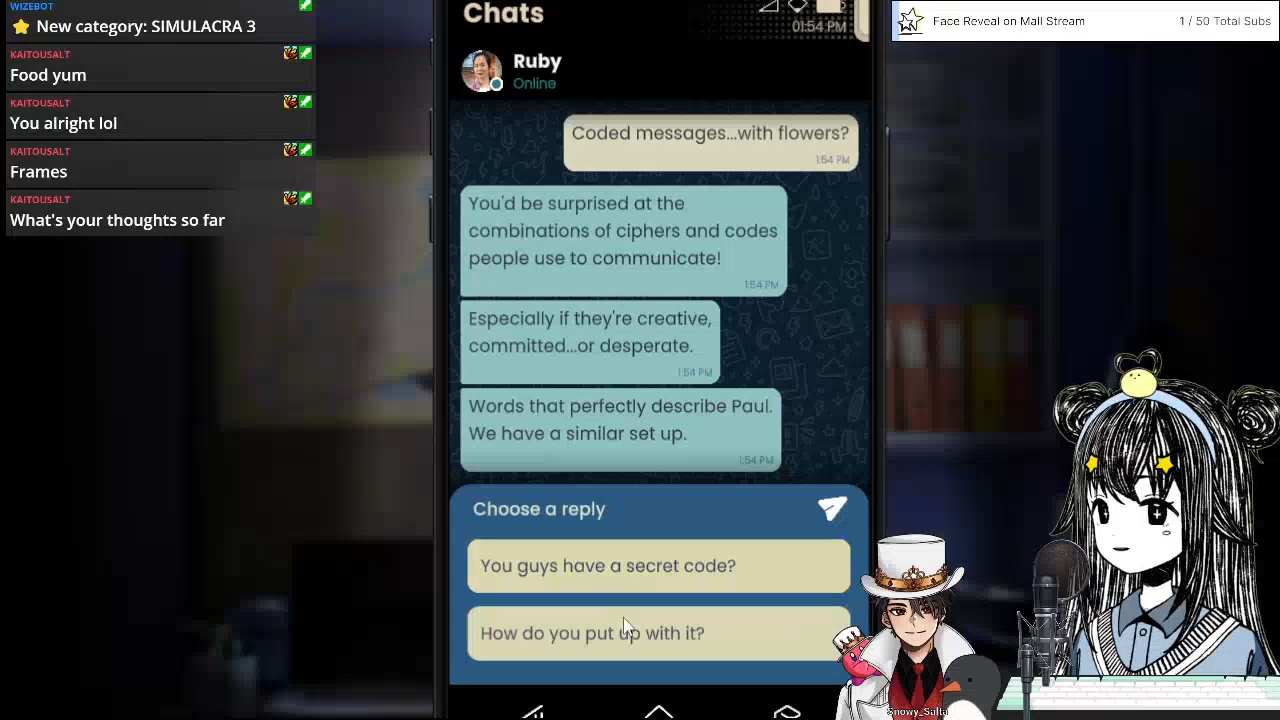 WIZEBOT
New category: SIMULACRA 3
KAITOUSALT
Food yum
KAITOUSALT
You alright lol
KAITOUSALT
Frames
KAITOUSALT
What's your thoughts so far
Chats
01:54 PM
Ruby
Online
Coded messages...with flowers?
1:54 PM
You'd be surprised at the
combinations of ciphers and codes
people use to communicate!
1:54 PM
Especially if they're creative,
committed...or desperate.
1:54 PM
Words that perfectly describe Paul.
We have a similar set up.
1:54 PM
Choose a reply
You guys have a secret code?
How do you put up with it?
Face Reveal on Mall Stream
1 / 50 Total Subs
Snowy_Salta